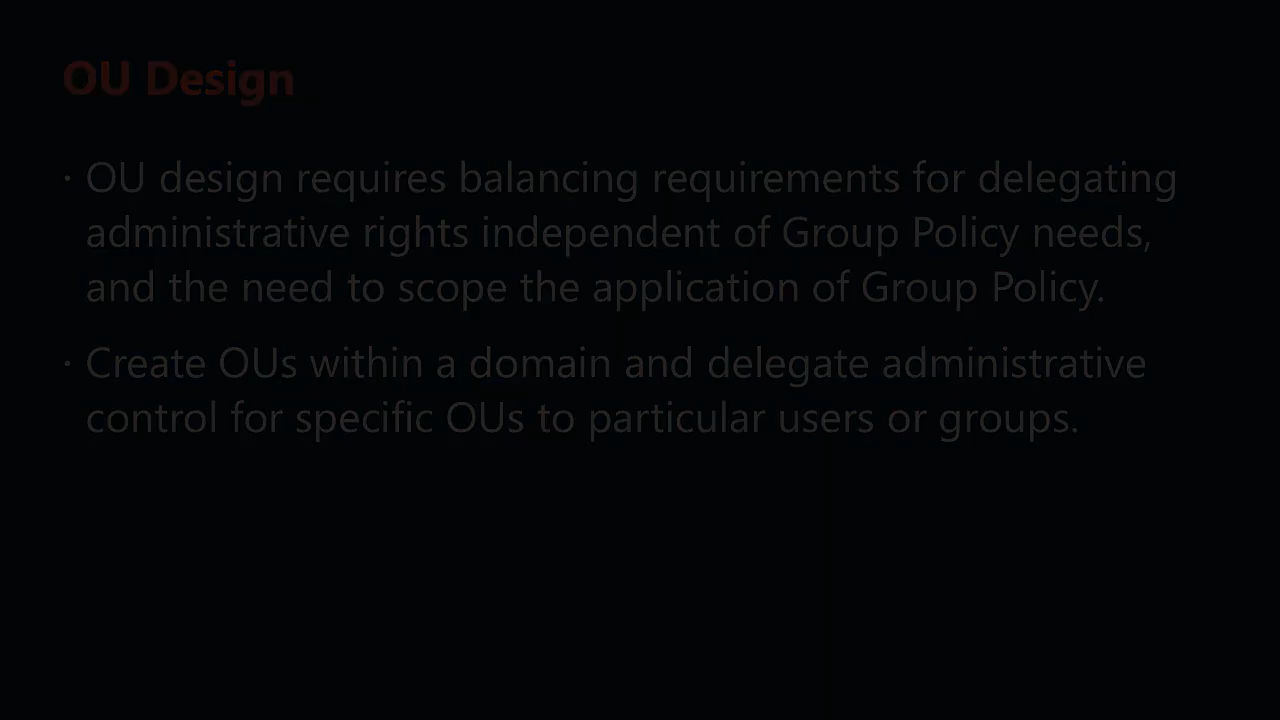 OU Design
· OU design requires balancing requirements for delegating
administrative rights independent of Group Policy needs,
and the need to scope the application of Group Policy.
· Create OUs within a domain and delegate administrative
control for specific OUs to particular users or groups.